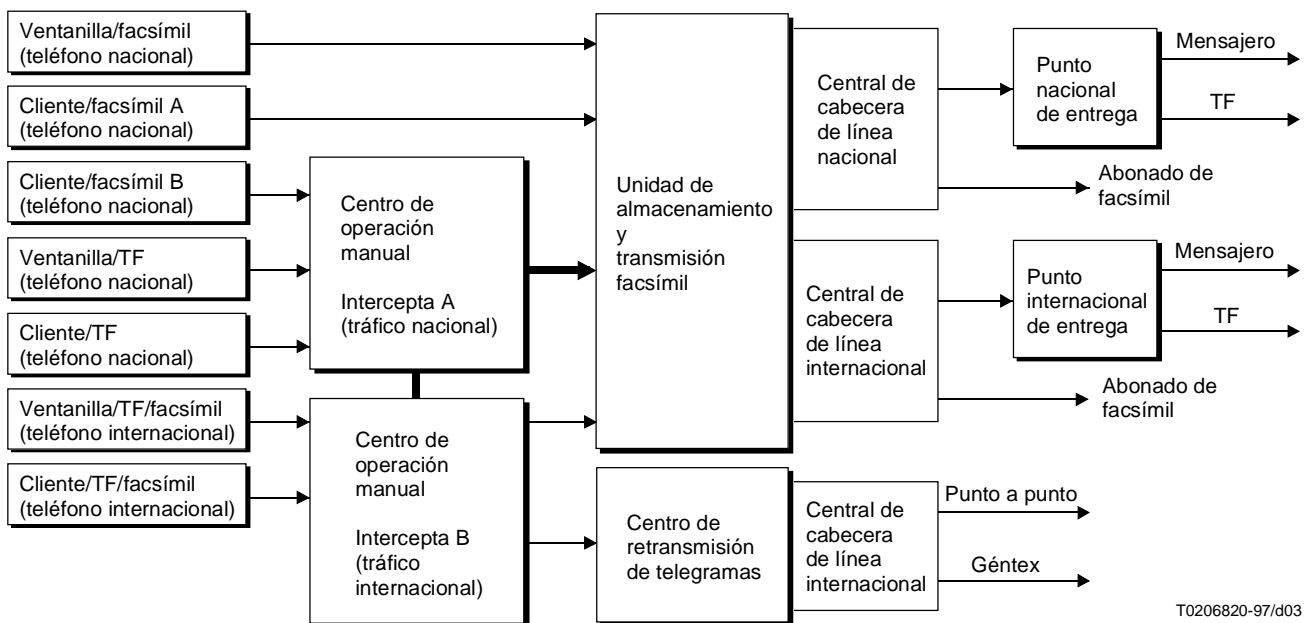 Ventanilla/facsímil
(teléfono nacional)
Cliente/facsímil A
(teléfono nacional)
Cliente/facsímil B
(teléfono nacional)
Ventanilla/TF
(teléfono nacional)
Cliente/TF
(teléfono nacional)
Ventanilla/TF/facsímil
(teléfono internacional)
Cliente/TF/facsímil
(teléfono internacional)
Centro de
operación
manual
Intercepta A
(tráfico nacional)
Centro de
operación
manual
Intercepta B
(tráfico
internacional)
Unidad de
almacenamiento
y
transmisión
facsímil
Centro de
retransmisión
de telegramas
Central de
cabecera
de línea
nacional
Central de
cabecera
de línea
internacional
Central de
cabecera
de línea
internacional
Punto
nacional
de entrega
Mensajero
TF
Abonado de
facsímil
Punto
internacional
de entrega
Mensajero
TF
Abonado de
facsímil
Punto a punto
Géntex
T0206820-97/d03